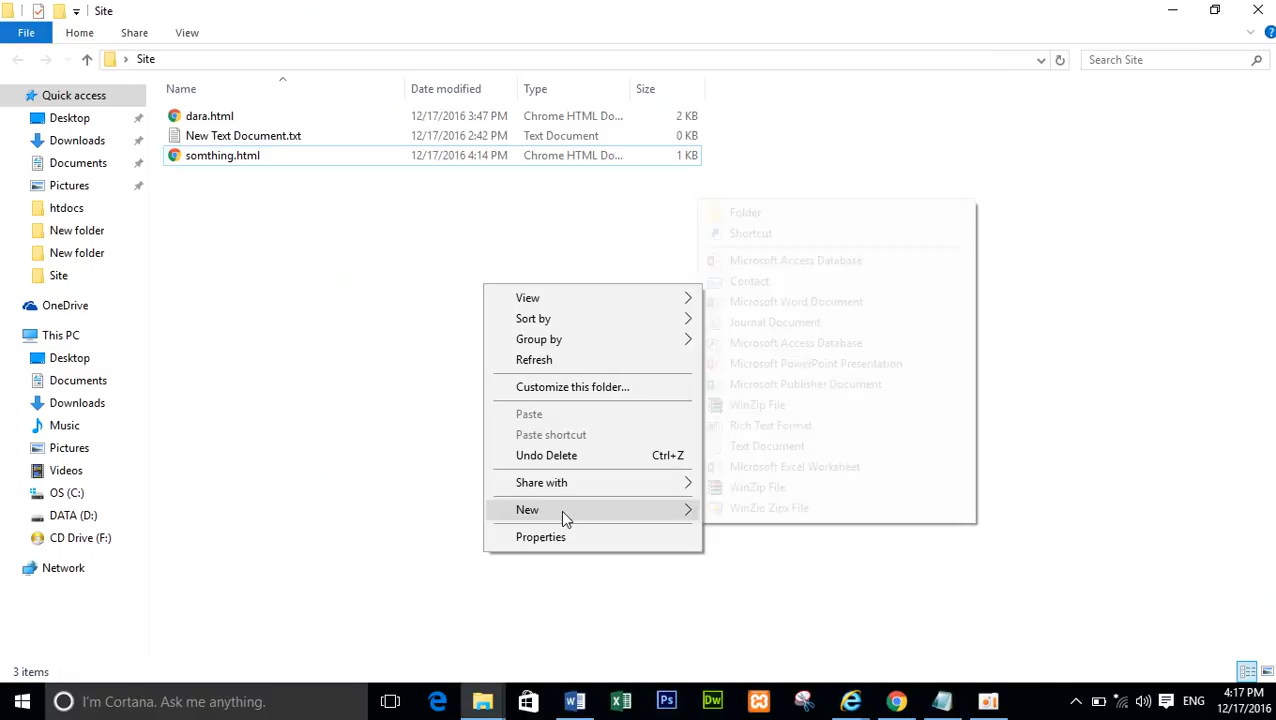 Site
File
Home
Share
View
Site
Search Site
Name
Date modified
Type
Size
Quick access
Desktop
Downloads
Documents
Pictures
htdocs
New folder
New folder
Site
OneDrive
This PC
Desktop
Documents
Downloads
Music
Pictures
Videos
OS (C:)
DATA (D:)
CD Drive (F:)
Network
dara.html 12/17/2016 3:47 PM Chrome HTML Do... 2 KB
New Text Document.txt 12/17/2016 2:42 PM Text Document 0 KB
somthing.html 12/17/2016 4:14 PM Chrome HTML Do... 1 KB
View
Sort by
Group by
Refresh
Customize this folder...
Paste
Paste shortcut
Undo Delete Ctrl+Z
Share with
New
Properties
Folder
Shortcut
Microsoft Access Database
Contact
Microsoft Word Document
Journal Document
Microsoft Access Database
Microsoft PowerPoint Presentation
Microsoft Publisher Document
WinZip File
Rich Text Format
Text Document
Microsoft Excel Worksheet
WinZip File
WinZip Zipx File
3 items
I'm Cortana. Ask me anything.
ENG
4:17 PM
12/17/2016